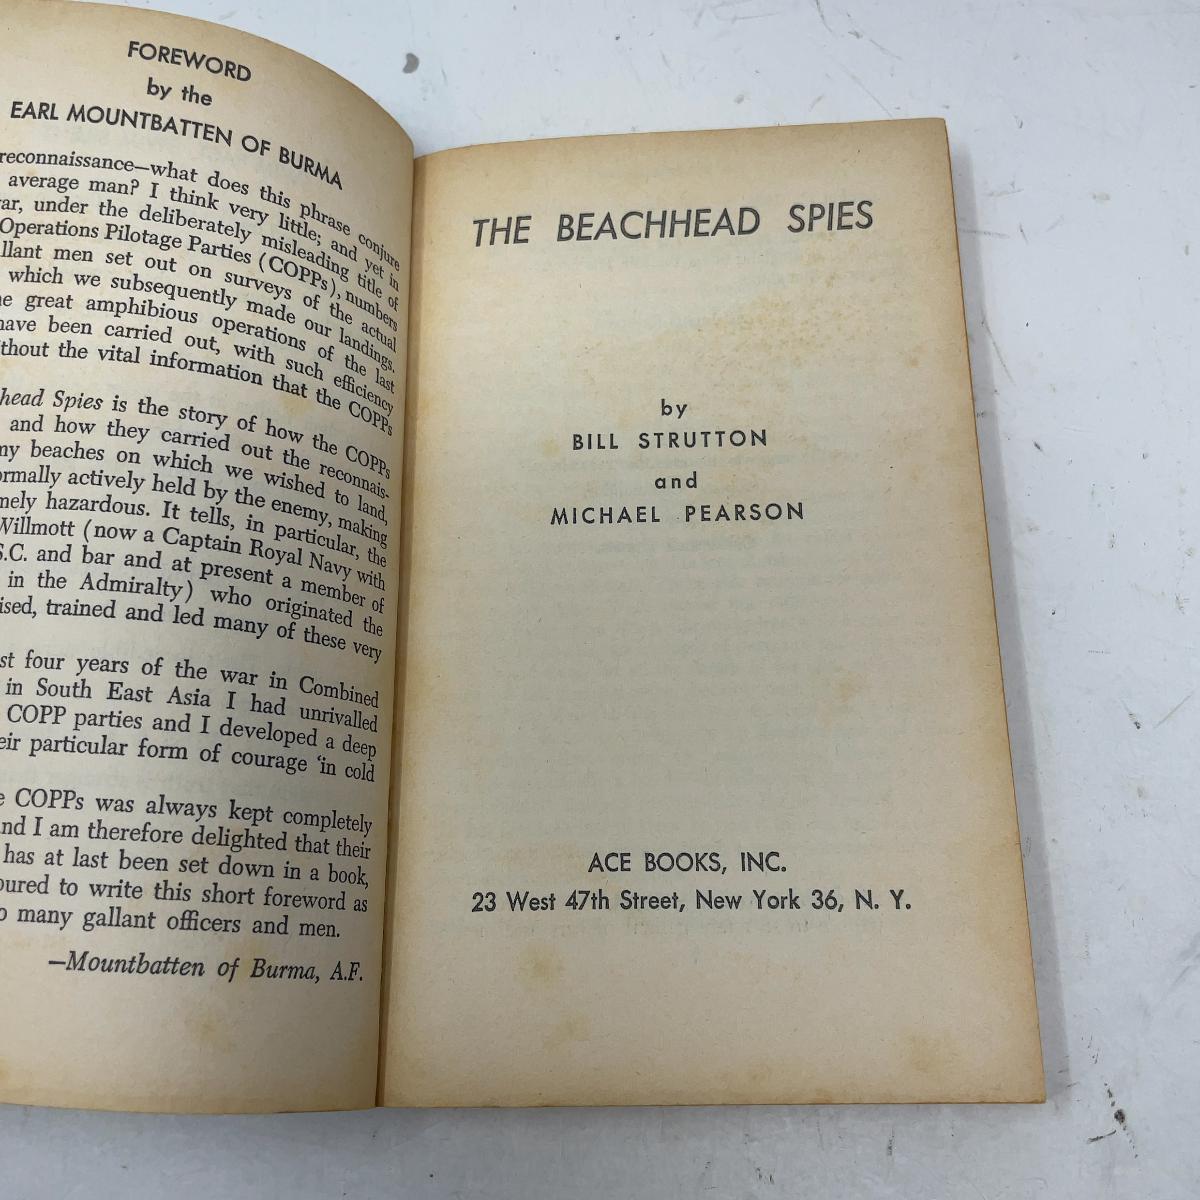 FOREWORD
by the
EARL MOUNTBATTEN OF BURMA
reconnaissance—what does this phrase conjure
average man? I think very little; and yet in
ar, under the deliberately misleading title of
Operations Pilotage Parties (COPPs), numbers
llant men set out on surveys of the actual
which we subsequently made our landings.
e great amphibious operations of the last
have been carried out, with such efficiency
thout the vital information that the COPPs
head Spies is the story of how the COPPs
and how they carried out the reconnais-
my beaches on which we wished to land,
ormally actively held by the enemy, making
mely hazardous. It tells, in particular, the
Willmott (now a Captain Royal Navy with
S.C. and bar and at present a member of
in the Admiralty) who originated the
ised, trained and led many of these very
st four years of the war in Combined
in South East Asia I had unrivalled
COPP parties and I developed a deep
eir particular form of courage 'in cold
e COPPs was always kept completely
nd I am therefore delighted that their
has at last been set down in a book,
oured to write this short foreword as
o many gallant officers and men.
—Mountbatten of Burma, A.F.
THE BEACHHEAD SPIES
by
BILL STRUTTON
and
MICHAEL PEARSON
ACE BOOKS, INC.
23 West 47th Street, New York 36, N. Y.